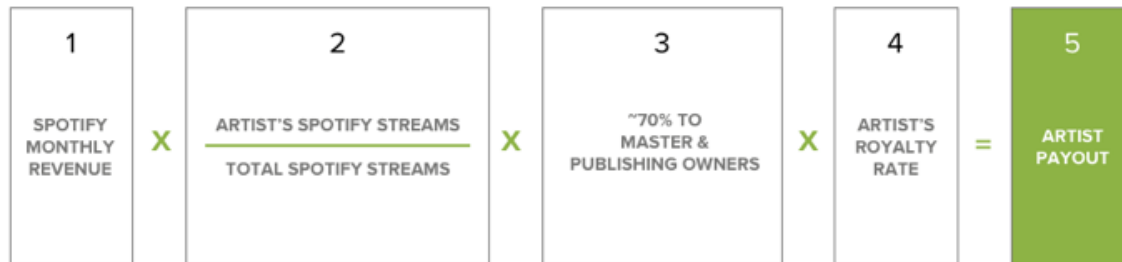 1
SPOTIFY
MONTHLY
REVENUE
X
2
ARTIST'S SPOTIFY STREAMS
TOTAL SPOTIFY STREAMS
X
3
~70% TO
MASTER &
PUBLISHING OWNERS
X
4
ARTIST'S
ROYALTY
RATE
=
5
ARTIST
PAYOUT